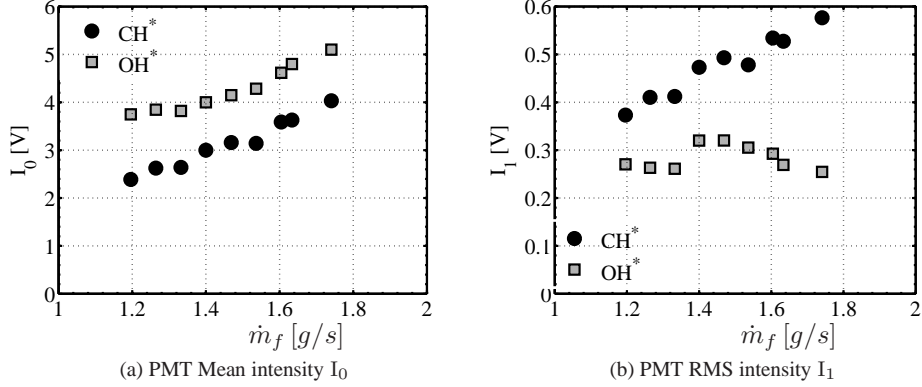 6
5
4
3
2
1
0
I₀ [V]
CH*
OH*
1
1.2
1.4
1.6
1.8
2
ṁ_f [g/s]
(a) PMT Mean intensity I₀
0.6
0.5
0.4
0.3
0.2
0.1
0
I₁ [V]
CH*
OH*
1
1.2
1.4
1.6
1.8
2
ṁ_f [g/s]
(b) PMT RMS intensity I₁